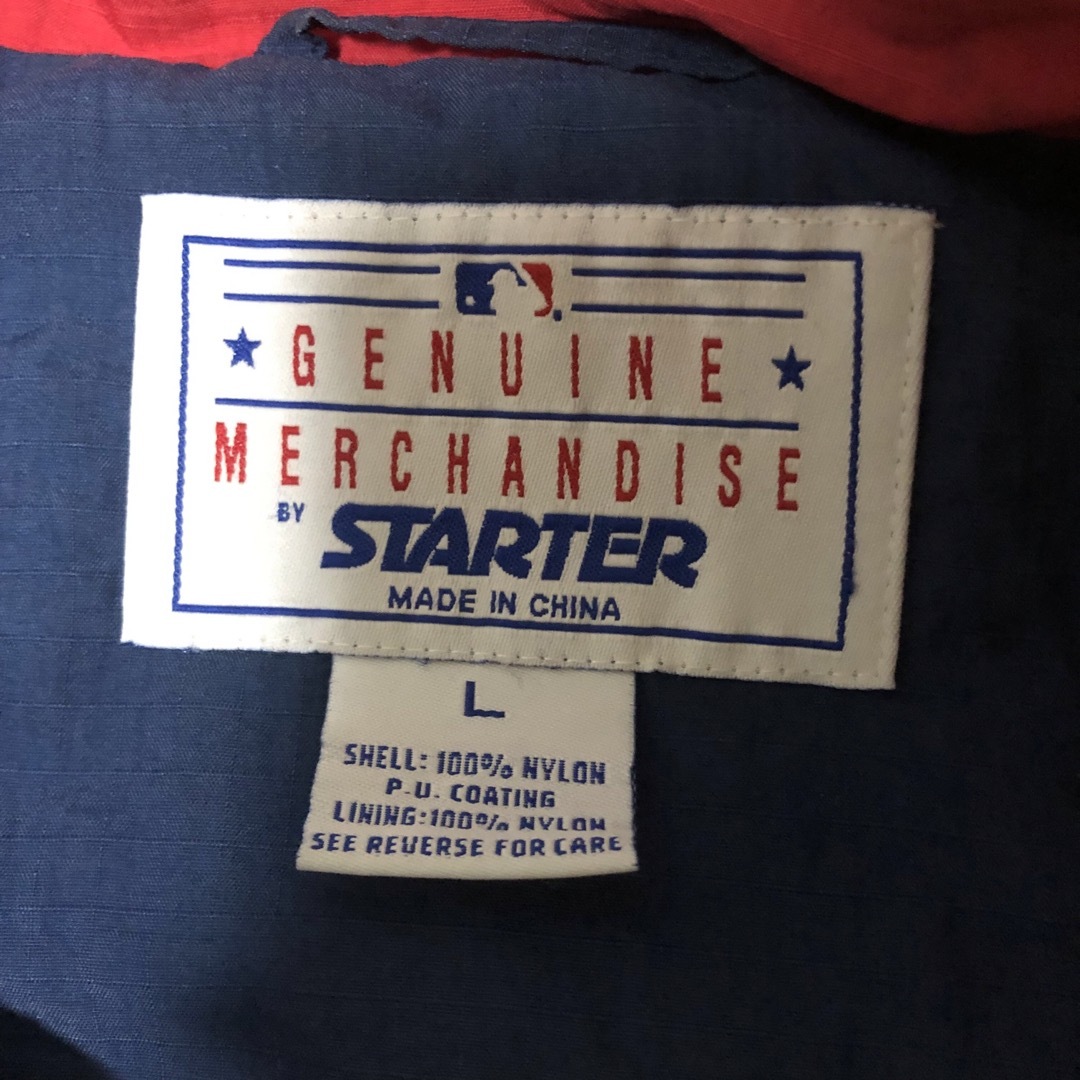 GENUINE
MERCHANDISE
BY STARTER
MADE IN CHINA
L
SHELL: 100% NYLON
P.U. COATING
LINING:100% NYLON
SEE REVERSE FOR CARE